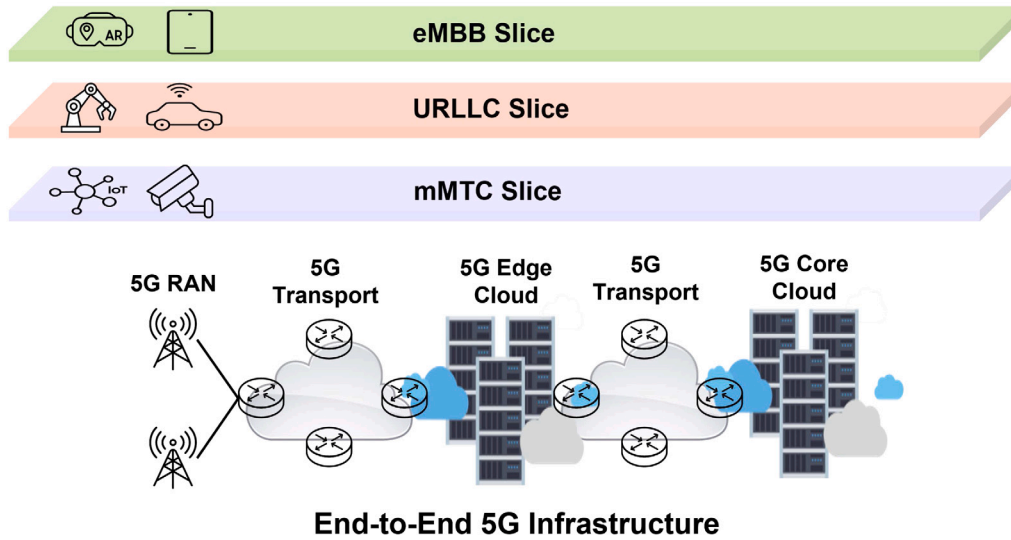 AR
eMBB Slice
URLLC Slice
IoT
mMTC Slice
5G RAN
5G
Transport
5G Edge
Cloud
5G
Transport
5G Core
Cloud
End-to-End 5G Infrastructure